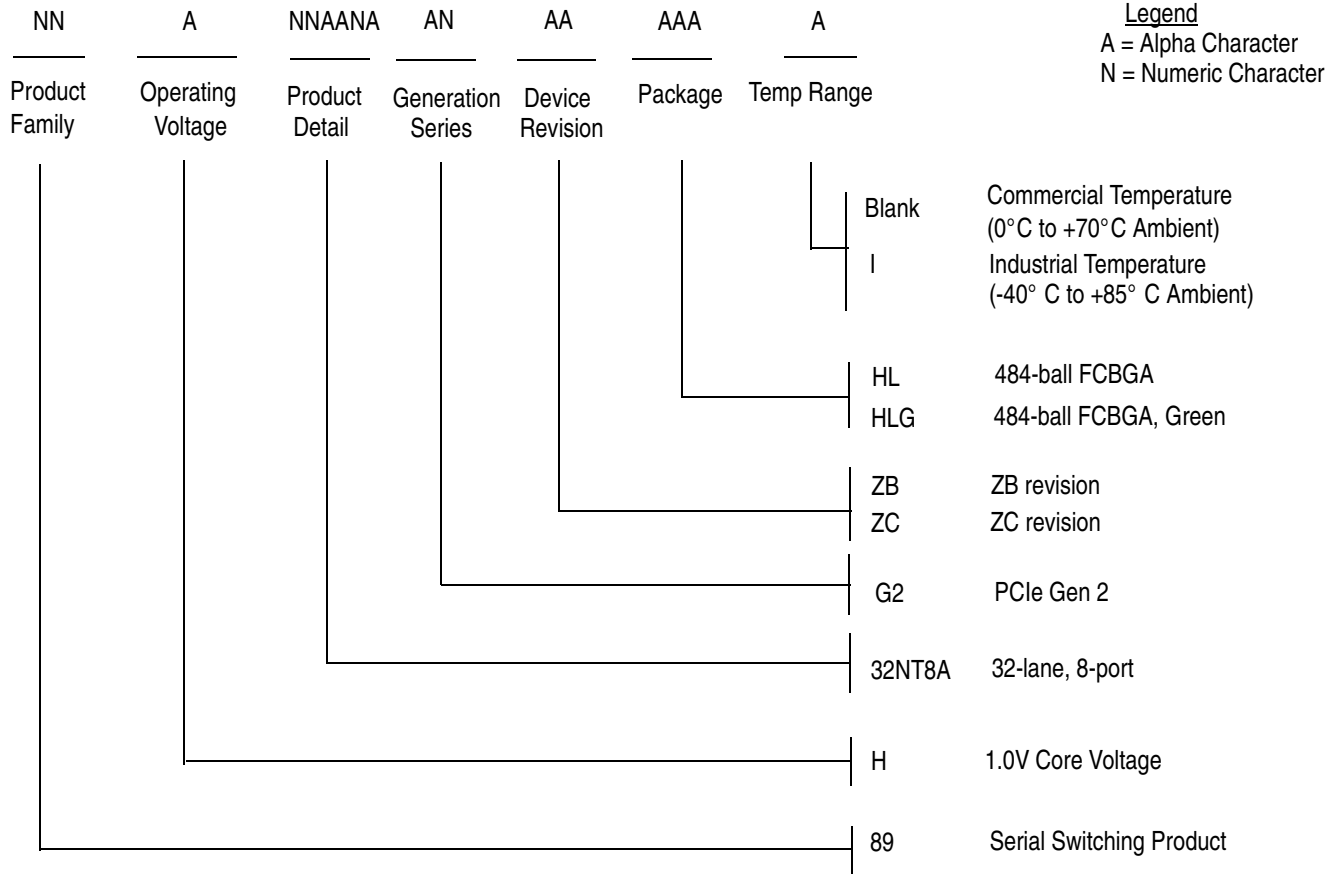 NN A NNAANA AN AA AAA A
Legend
A = Alpha Character
N = Numeric Character
Product Family
Operating Voltage
Product Detail
Generation Series
Device Revision
Package
Temp Range
Blank Commercial Temperature
(0°C to +70°C Ambient)
I Industrial Temperature
(-40° C to +85° C Ambient)
HL 484-ball FCBGA
HLG 484-ball FCBGA, Green
ZB ZB revision
ZC ZC revision
G2 PCIe Gen 2
32NT8A 32-lane, 8-port
H 1.0V Core Voltage
89 Serial Switching Product